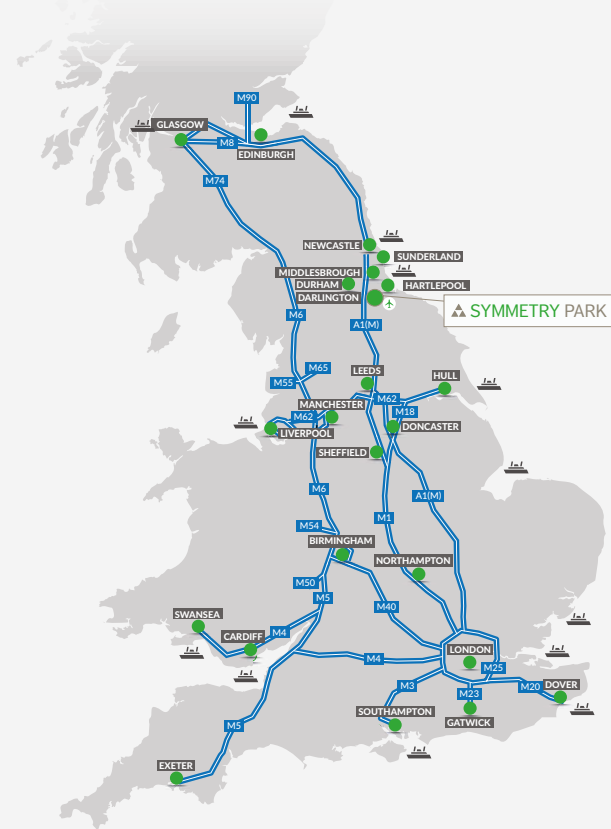 M90
GLASGOW
M8
EDINBURGH
M74
NEWCASTLE
SUNDERLAND
MIDDLESBROUGH
DURHAM
HARTLEPOOL
DARLINGTON
SYMMETRY PARK
M6
A1(M)
M65
LEEDS
HULL
M55
M62
MANCHESTER
M18
M62
DONCASTER
LIVERPOOL
SHEFFIELD
M6
A1(M)
M1
M54
BIRMINGHAM
NORTHAMPTON
M50
M5
M40
SWANSEA
M4
CARDIFF
LONDON
M4
M25
M3
M20
DOVER
M23
SOUTHAMPTON
GATWICK
M5
EXETER